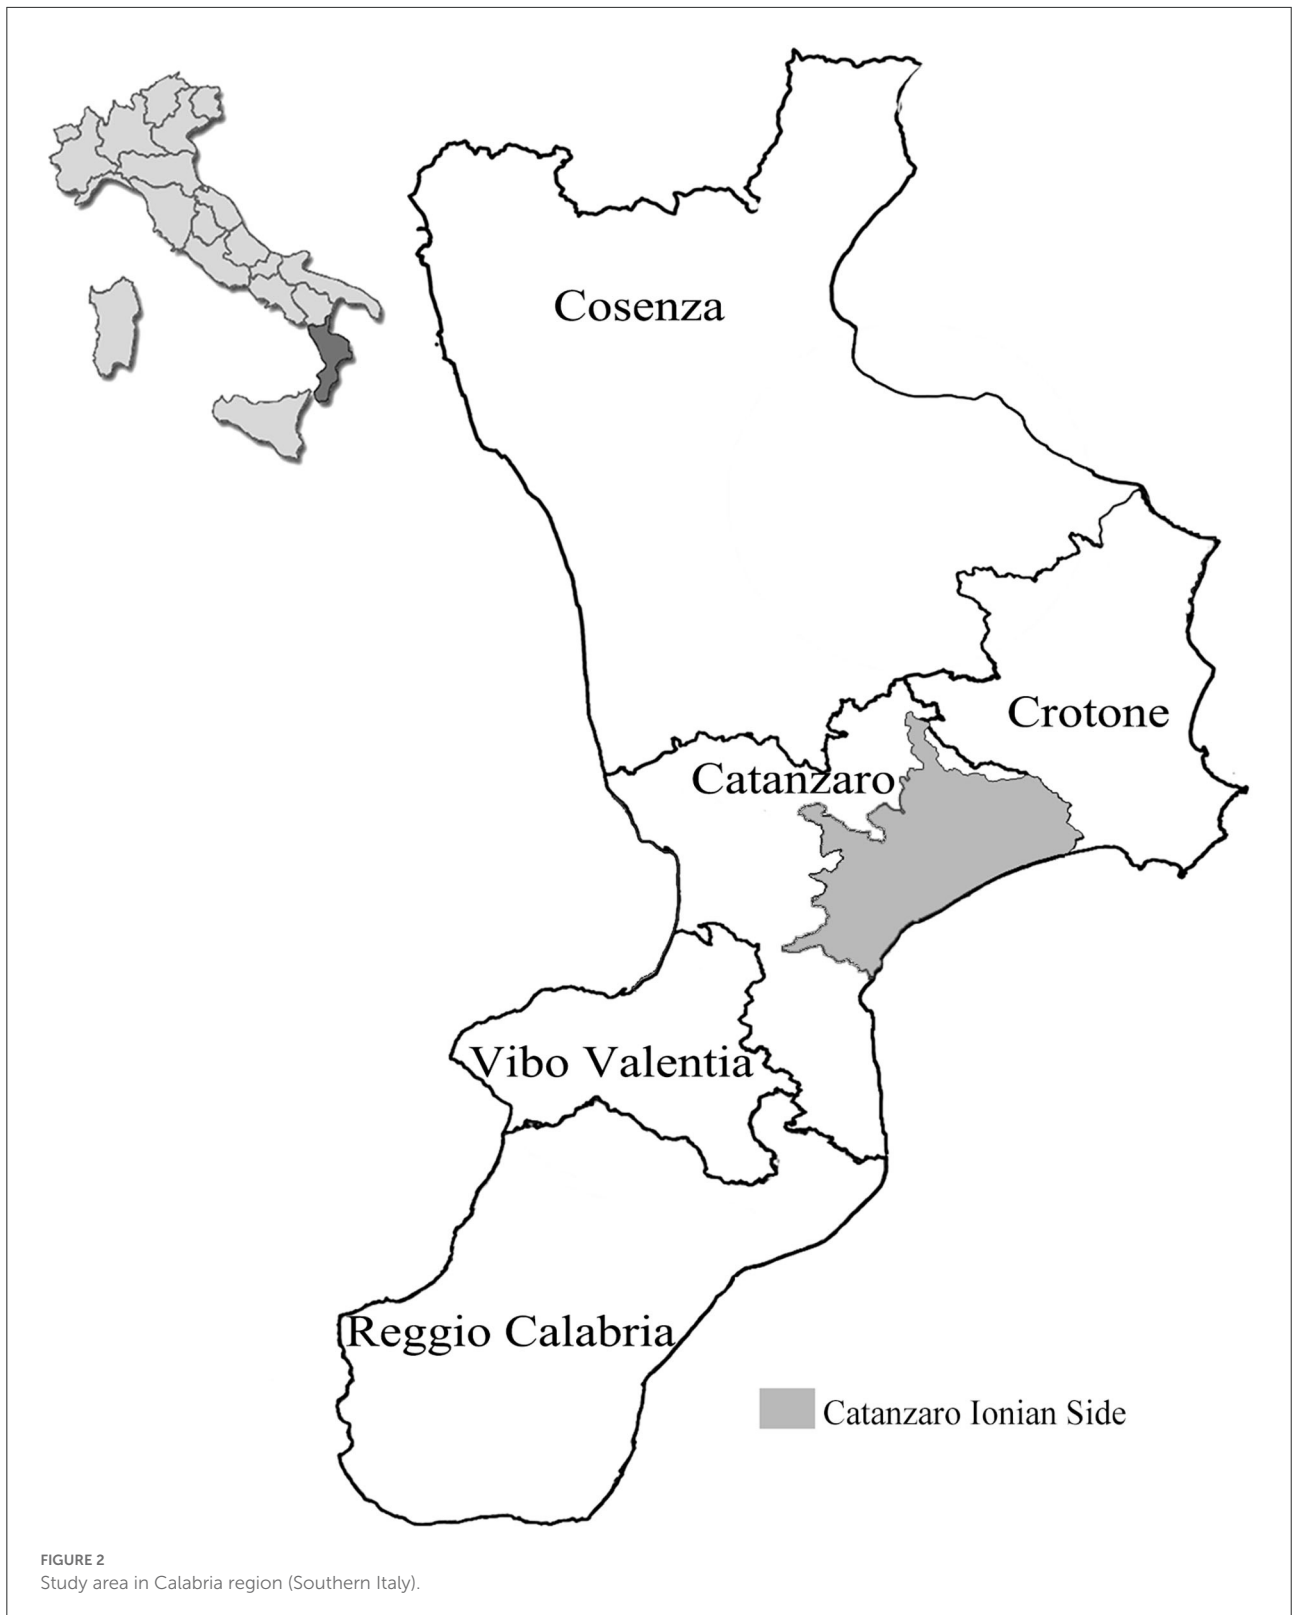 Cosenza
Crotone
Catanzaro
Vibo Valentia
Reggio Calabria
Catanzaro Ionian Side
FIGURE 2
Study area in Calabria region (Southern Italy).